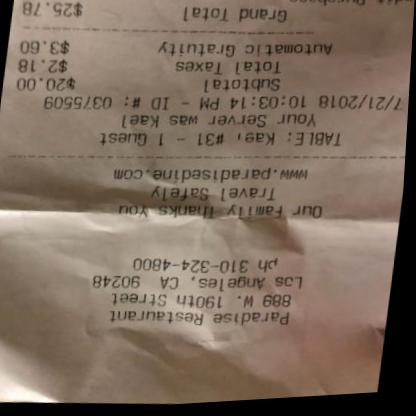 Paradise Restaurant
889 W. 190th Street
Los Angeles, CA 90248
ph 310-324-4800
Our Family Thanks You
Travel Safely
www.paradisedine.com
TABLE: Kae, #31 - 1 Guest
Your Server was Kael
7/21/2018 10:03:14 PM - ID #: 0375509
Subtotal $20.00
Total Taxes $2.18
Automatic Gratuity $3.60
Grand Total $25.78